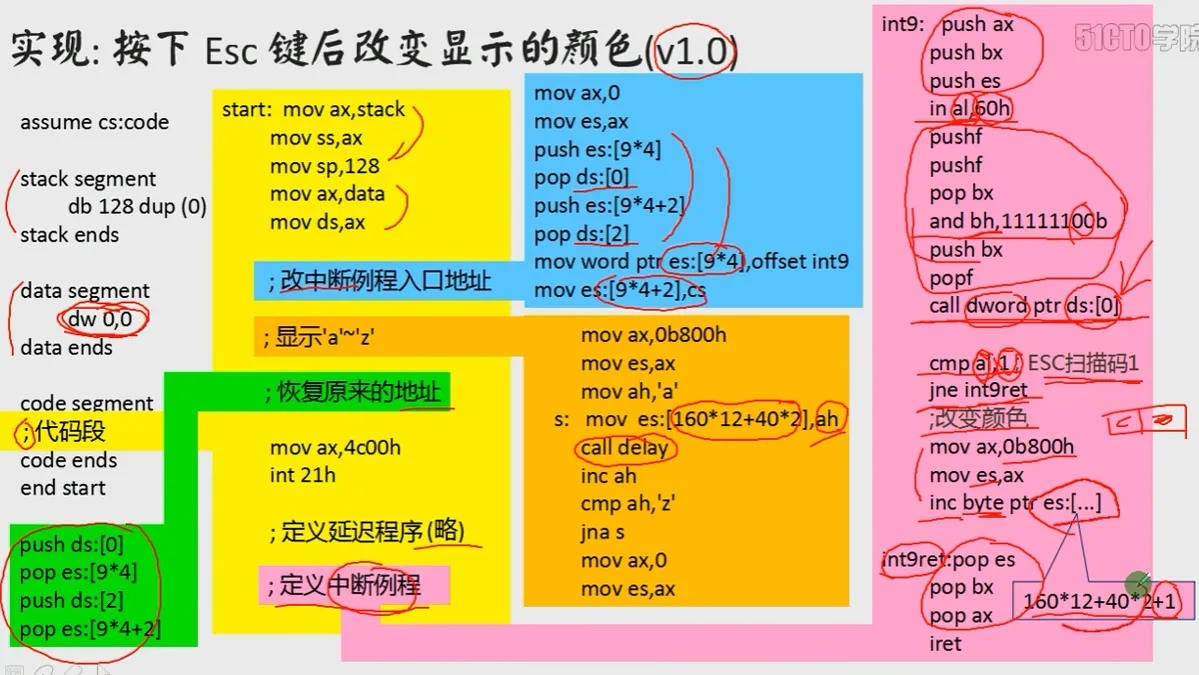 实现: 按下 Esc 键后改变显示的颜色(v1.0)
51CTO学院
assume cs:code
stack segment
db 128 dup (0)
stack ends
data segment
dw 0,0
data ends
code segment
;代码段
code ends
end start
push ds:[0]
pop es:[9*4]
push ds:[2]
pop es:[9*4+2]
start: mov ax,stack
mov ss,ax
mov sp,128
mov ax,data
mov ds,ax
;改中断例程入口地址
;显示'a'~'z'
;恢复原来的地址
mov ax,4c00h
int 21h
;定义延迟程序(略)
;定义中断例程
mov ax,0
mov es,ax
push es:[9*4]
pop ds:[0]
push es:[9*4+2]
pop ds:[2]
mov word ptr es:[9*4],offset int9
mov es:[9*4+2],cs
mov ax,0b800h
mov es,ax
mov ah,'a'
s: mov es:[160*12+40*2],ah
call delay
inc ah
cmp ah,'z'
jna s
mov ax,0
mov es,ax
int9: push ax
push bx
push es
in al,60h
pushf
pushf
pop bx
and bh,11111100b
push bx
popf
call dword ptr ds:[0]
cmp al,1; ESC扫描码1
jne int9ret
;改变颜色
mov ax,0b800h
mov es,ax
inc byte ptr es:[...]
int9ret:pop es
pop bx
pop ax
iret
160*12+40*2+1